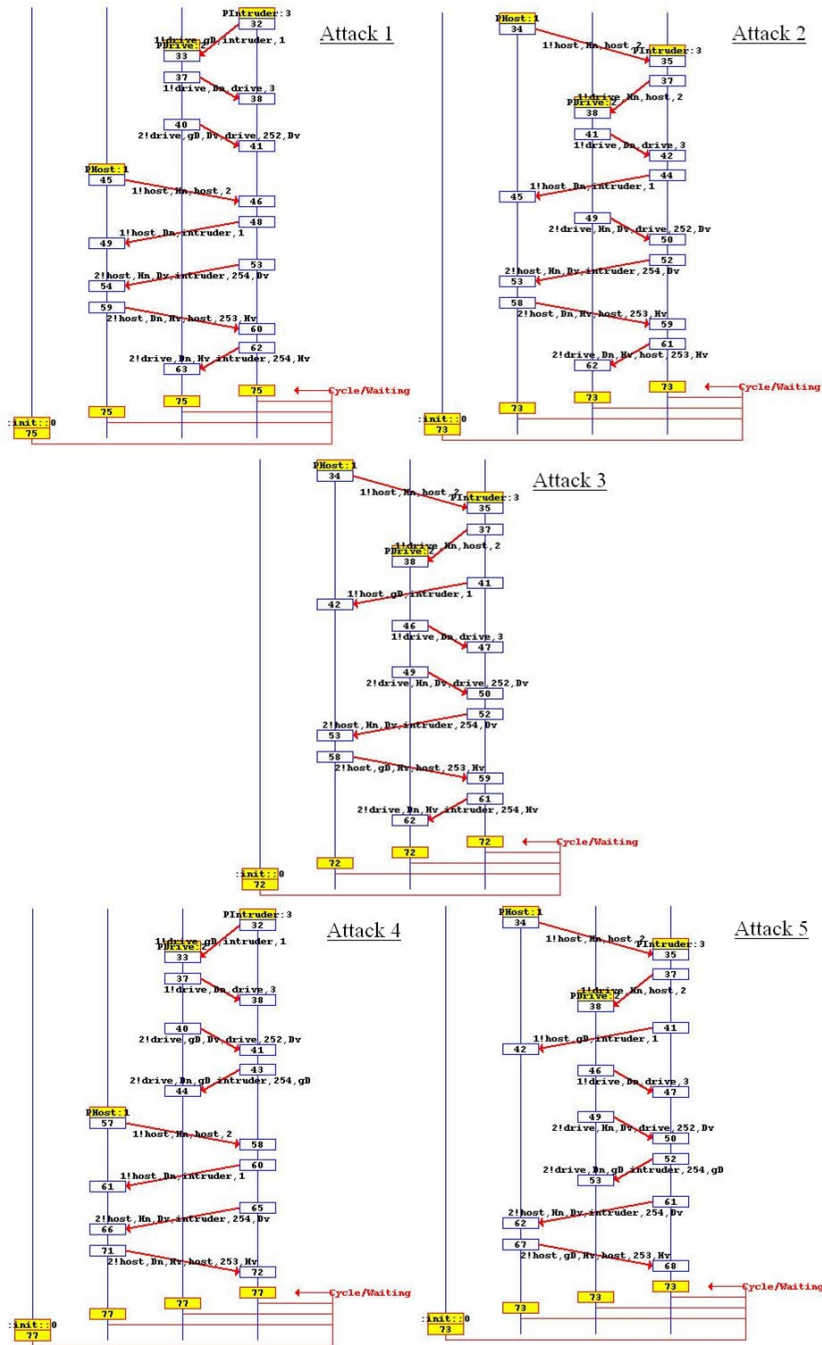 Attack 1
PIntruder:3
32
1!drive,gD,intruder,1
PDrive:2
33
37
1!drive,Dn,drive,3
38
40
2!drive,gD,Dv,drive,252,Dv
41
PHost:1
45
1!host,Hn,host,2
46
48
1!host,Dn,intruder,1
49
53
2!host,Hn,Dv,intruder,254,Dv
54
59
2!host,Dn,Hv,host,253,Hv
60
62
2!drive,Dn,Hv,intruder,254,Hv
63
75
Cycle/Waiting
75
75
:init::0
75
Attack 2
PHost:1
34
1!host,Hn,host,2
PIntruder:3
35
37
1!drive,Hn,host,2
PDrive:2
38
41
1!drive,Dn,drive,3
42
44
1!host,Dn,intruder,1
45
49
2!drive,Hn,Dv,drive,252,Dv
50
52
2!host,Hn,Dv,intruder,254,Dv
53
58
2!host,Dn,Hv,host,253,Hv
59
61
2!drive,Dn,Hv,host,253,Hv
62
73
Cycle/Waiting
73
73
:init::0
73
Attack 3
PHost:1
34
1!host,Hn,host,2
PIntruder:3
35
37
1!drive,Hn,host,2
PDrive:2
38
41
1!host,gD,intruder,1
42
46
1!drive,Dn,drive,3
47
49
2!drive,Hn,Dv,drive,252,Dv
50
52
2!host,Hn,Dv,intruder,254,Dv
53
58
2!host,gD,Hv,host,253,Hv
59
61
2!drive,Dn,Hv,intruder,254,Hv
62
72
Cycle/Waiting
72
72
:init::0
72
Attack 4
PIntruder:3
32
1!drive,gD,intruder,1
PDrive:2
33
37
1!drive,Dn,drive,3
38
40
2!drive,gD,Dv,drive,252,Dv
41
43
2!drive,Dn,gD,intruder,254,gD
44
PHost:1
57
1!host,Hn,host,2
58
60
1!host,Dn,intruder,1
61
65
2!host,Hn,Dv,intruder,254,Dv
66
71
2!host,Dn,Hv,host,253,Hv
72
77
Cycle/Waiting
77
77
:init::0
77
Attack 5
PHost:1
34
1!host,Hn,host,2
PIntruder:3
35
37
1!drive,Hn,host,2
PDrive:2
38
41
1!host,gD,intruder,1
42
46
1!drive,Dn,drive,3
47
49
2!drive,Hn,Dv,drive,252,Dv
50
52
2!drive,Dn,gD,intruder,254,gD
53
61
2!host,Hn,Dv,intruder,254,Dv
62
67
2!host,gD,Hv,host,253,Hv
68
73
Cycle/Waiting
73
73
:init::0
73